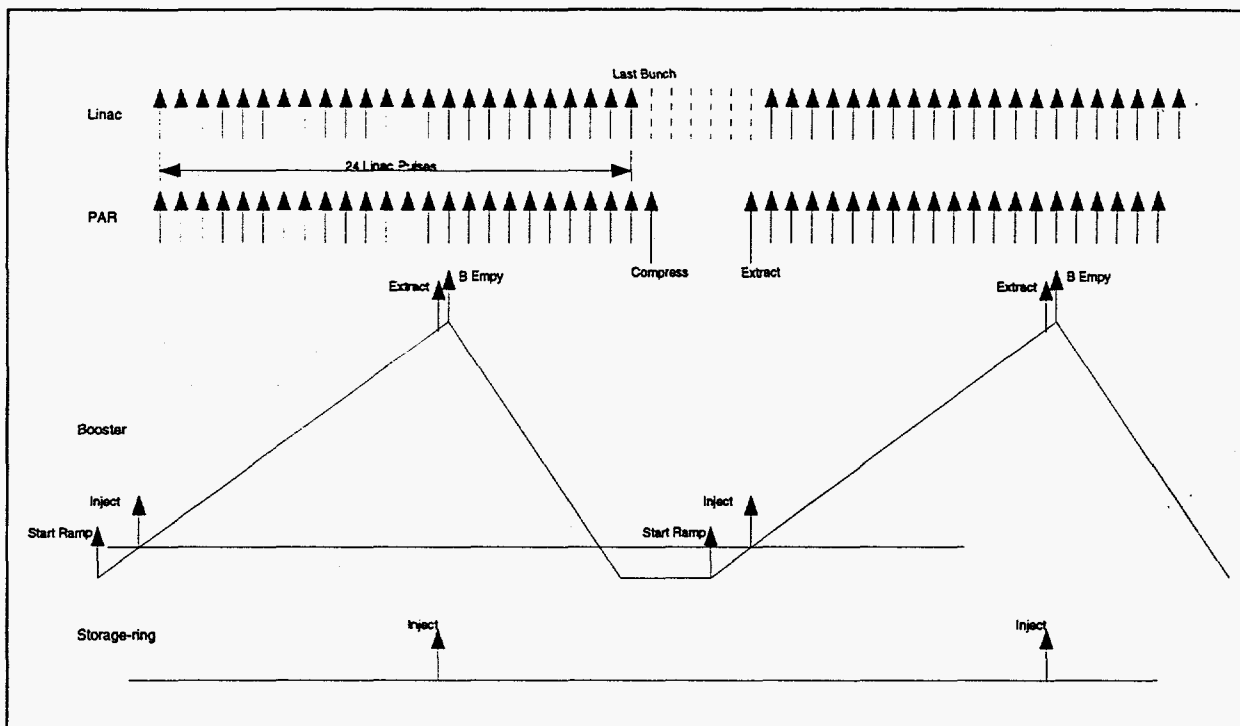 Last Bunch
Linac
24 Linac Pulses
PAR
Compress
Extract
Extract
B Empy
Extract
B Empy
Booster
Inject
Start Ramp
Inject
Start Ramp
Storage-ring
Inject
Inject